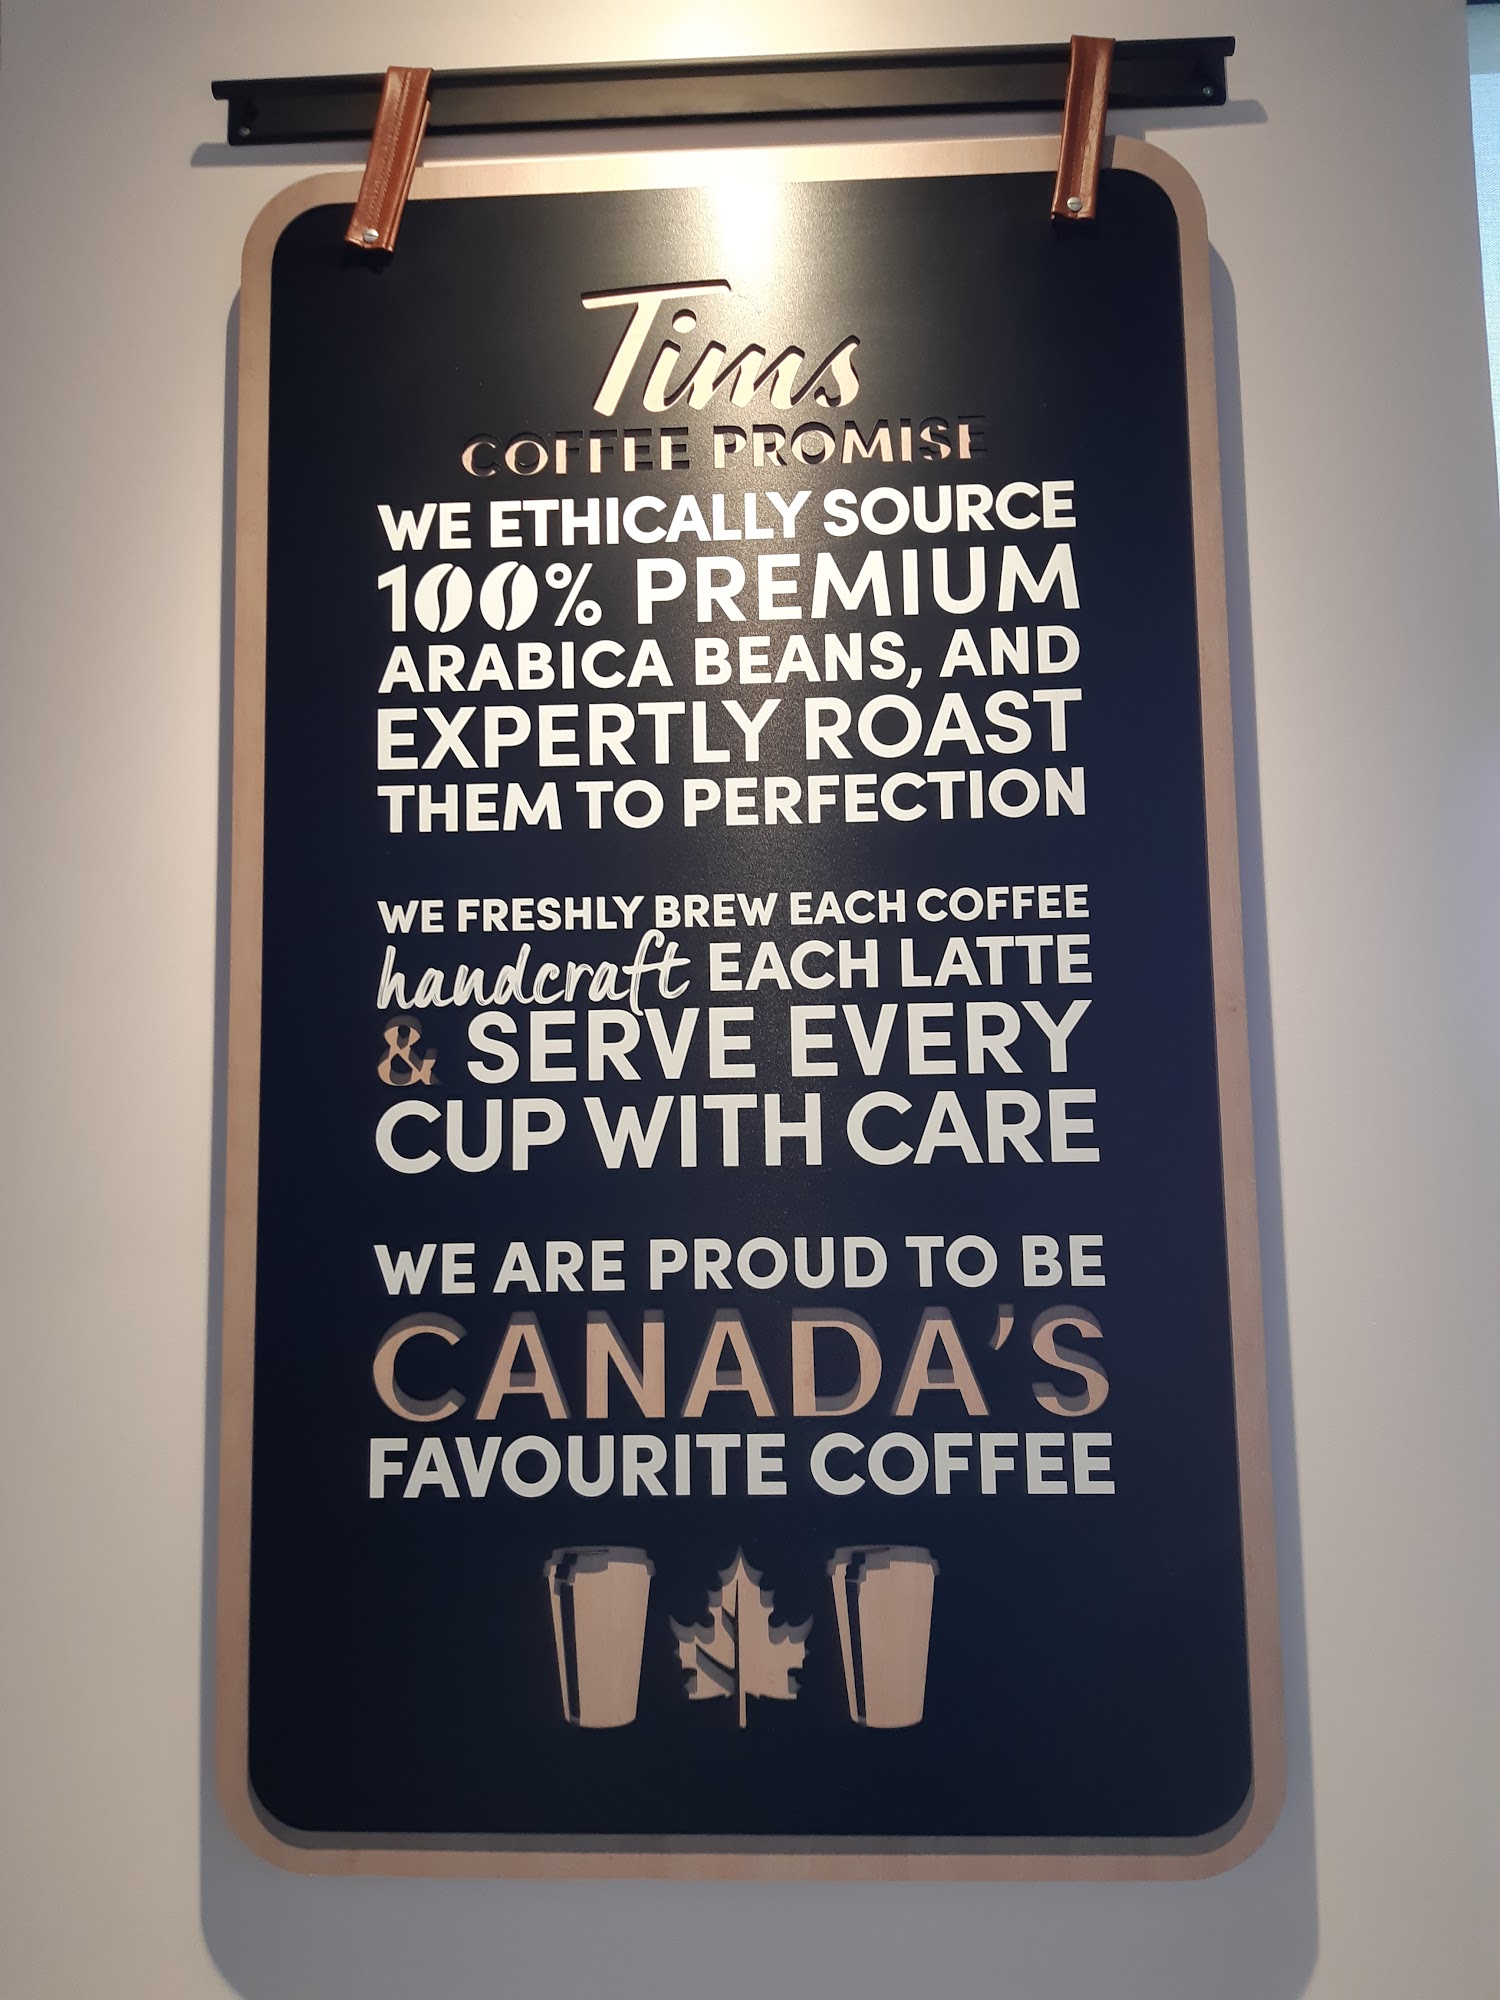 Tims
COFFEE PROMISE
WE ETHICALLY SOURCE
100% PREMIUM
ARABICA BEANS, AND
EXPERTLY ROAST
THEM TO PERFECTION
WE FRESHLY BREW EACH COFFEE
handcraft EACH LATTE
& SERVE EVERY
CUP WITH CARE
WE ARE PROUD TO BE
CANADA'S
FAVOURITE COFFEE